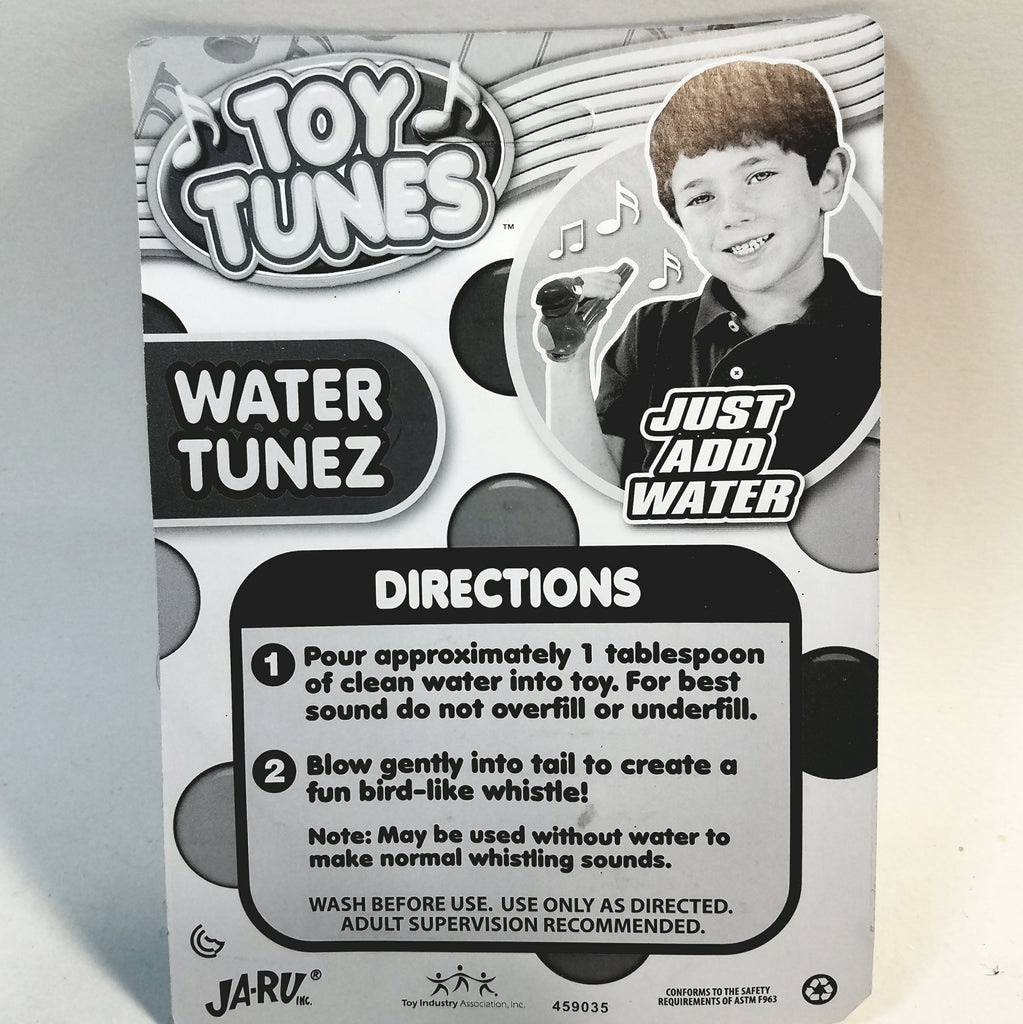 TOY
TUNES
™
WATER
TUNEZ
JUST
ADD
WATER
DIRECTIONS
1 Pour approximately 1 tablespoon
of clean water into toy. For best
sound do not overfill or underfill.
2 Blow gently into tail to create a
fun bird-like whistle!
Note: May be used without water to
make normal whistling sounds.
WASH BEFORE USE. USE ONLY AS DIRECTED.
ADULT SUPERVISION RECOMMENDED.
JA-RU® INC.
Toy Industry Association, Inc.
459035
CONFORMS TO THE SAFETY
REQUIREMENTS OF ASTM F963